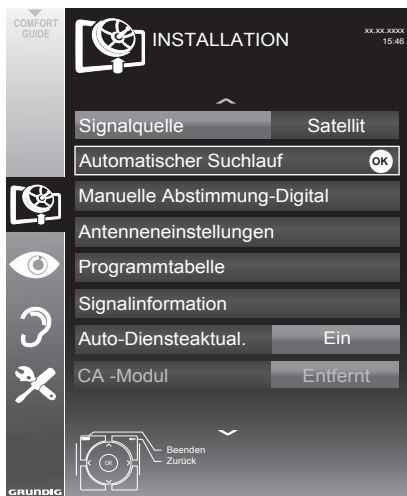 COMFORT
GUIDE
INSTALLATION
xx.xx.xxxx
15:46
Signalquelle Satellit
Automatischer Suchlauf OK
Manuelle Abstimmung-Digital
Antenneneinstellungen
Programmtabelle
Signalinformation
Auto-Diensteaktual. Ein
CA -Modul Entfernt
OK
Beenden
Zurück
GRUNDIG